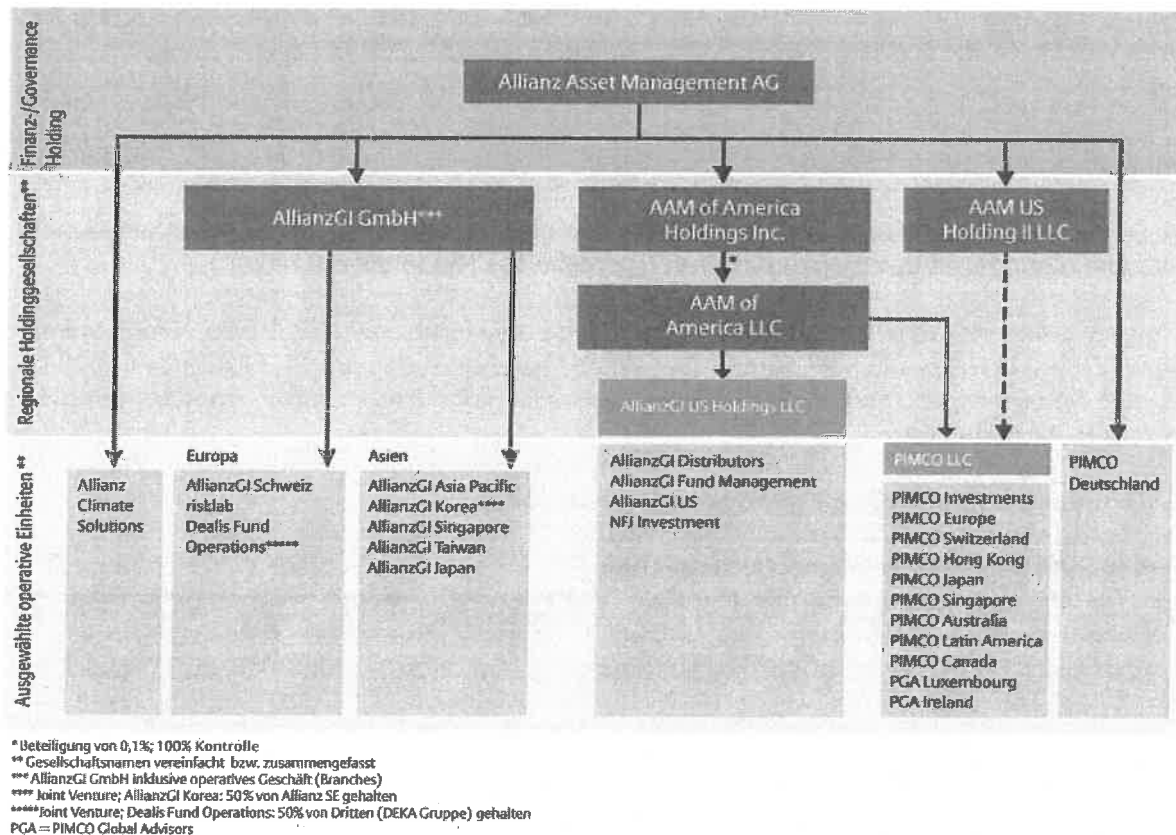 Finanz-/Governance
Holding
Allianz Asset Management AG
Regionale Holdinggesellschaften**
AllianzGI GmbH***
AAM of America
Holdings Inc.
AAM US
Holding II LLC
*
AAM of
America LLC
AllianzGI US Holdings LLC
Ausgewählte operative Einheiten **
Allianz
Climate
Solutions
Europa
AllianzGI Schweiz
risklab
Dealis Fund
Operations*****
Asien
AllianzGI Asia Pacific
AllianzGI Korea****
AllianzGI Singapore
AllianzGI Taiwan
AllianzGI Japan
AllianzGI Distributors
AllianzGI Fund Management
AllianzGI US
NFJ Investment
PIMCO LLC
PIMCO Investments
PIMCO Europe
PIMCO Switzerland
PIMCO Hong Kong
PIMCO Japan
PIMCO Singapore
PIMCO Australia
PIMCO Latin America
PIMCO Canada
PGA Luxembourg
PGA Ireland
PIMCO
Deutschland
* Beteiligung von 0,1%; 100% Kontrolle
** Gesellschaftsnamen vereinfacht bzw. zusammengefasst
*** AllianzGI GmbH inklusive operatives Geschäft (Branches)
**** Joint Venture; AllianzGI Korea: 50% von Allianz SE gehalten
***** Joint Venture; Dealis Fund Operations: 50% von Dritten (DEKA Gruppe) gehalten
PGA = PIMCO Global Advisors